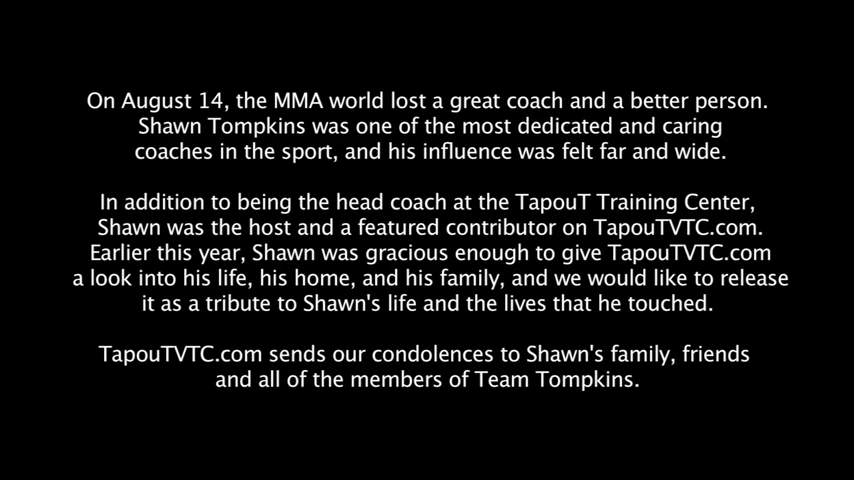 On August 14, the MMA world lost a great coach and a better person.
Shawn Tompkins was one of the most dedicated and caring
coaches in the sport, and his influence was felt far and wide.
In addition to being the head coach at the TapouT Training Center,
Shawn was the host and a featured contributor on TapouTVTC.com.
Earlier this year, Shawn was gracious enough to give TapouTVTC.com
a look into his life, his home, and his family, and we would like to release
it as a tribute to Shawn's life and the lives that he touched.
TapouTVTC.com sends our condolences to Shawn's family, friends
and all of the members of Team Tompkins.